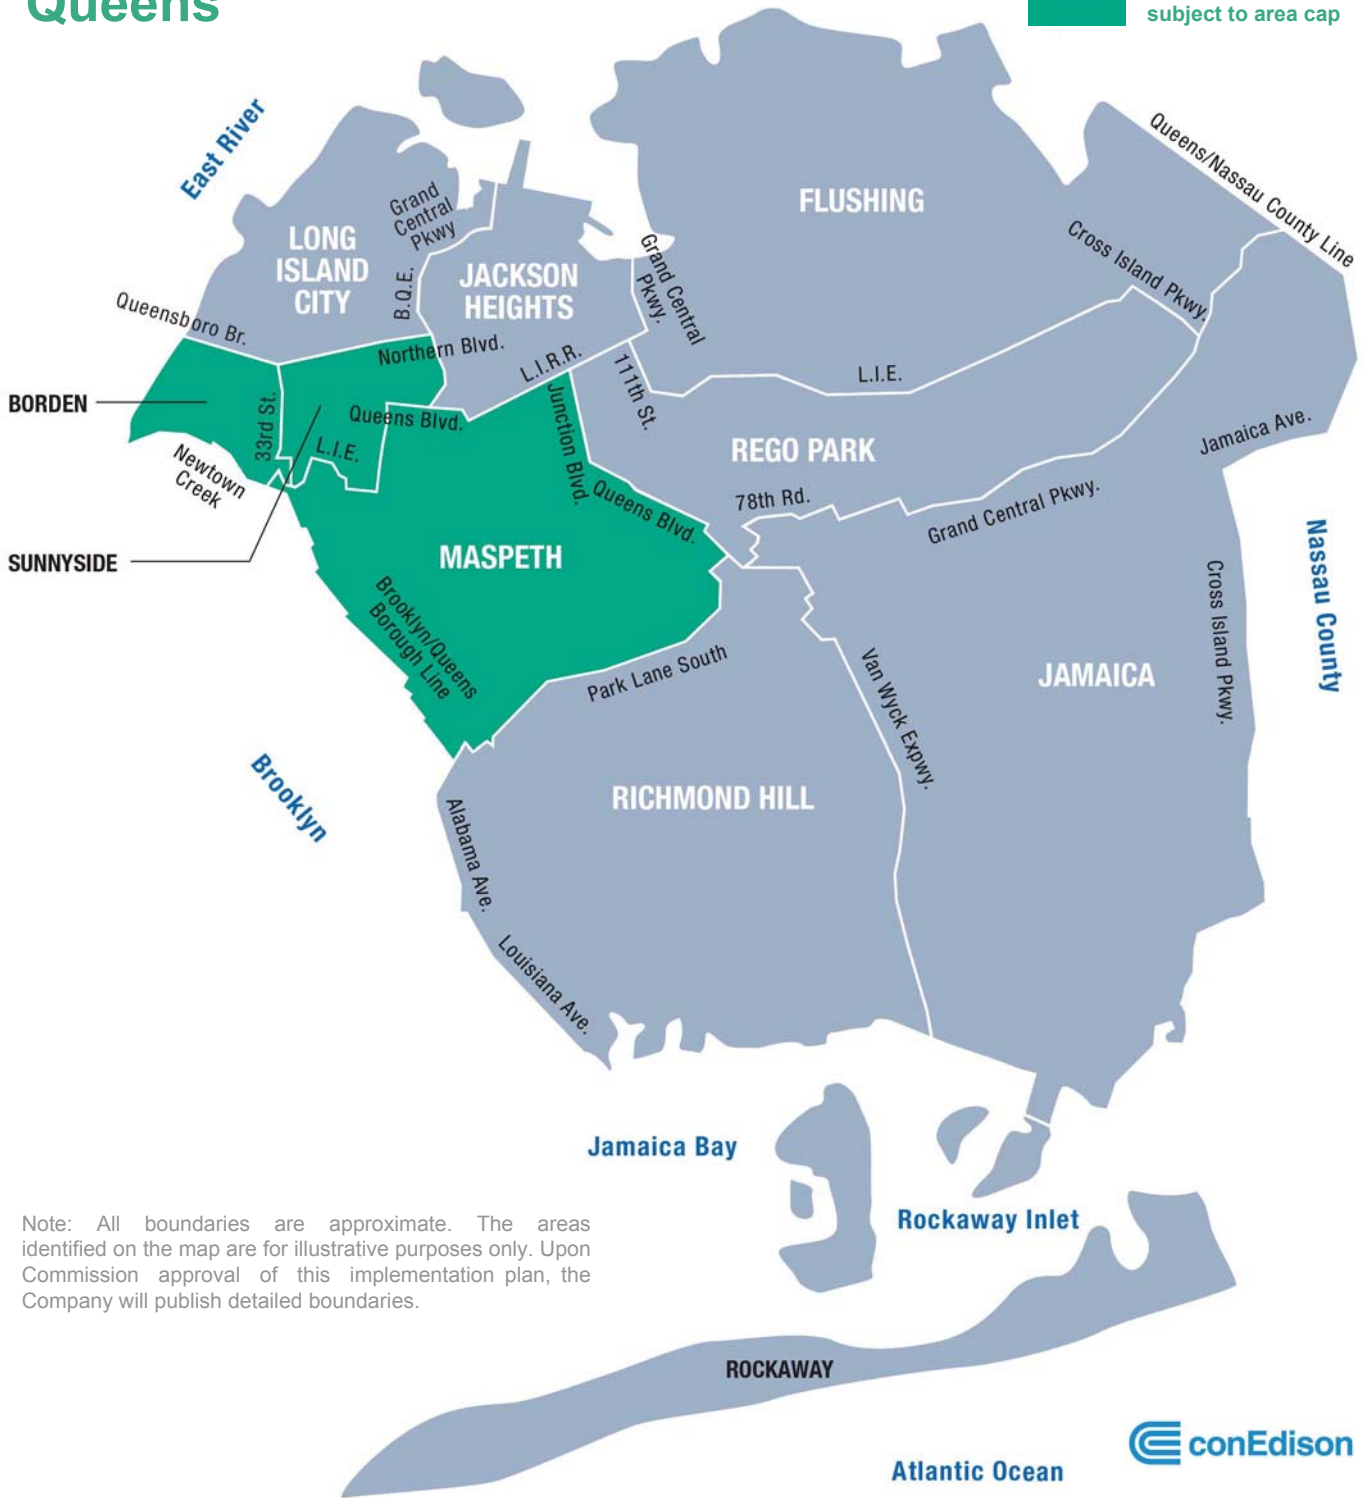 Queens
subject to area cap
East River
Queens/Nassau County Line
FLUSHING
Grand
Central
Pkwy
LONG
ISLAND
CITY
B.Q.E.
JACKSON
HEIGHTS
Grand Central
Pkwy.
Cross Island Pkwy.
Queensboro Br.
Northern Blvd.
L.I.R.R.
111th St.
L.I.E.
BORDEN
33rd St.
Queens Blvd.
L.I.E.
Junction Blvd.
Jamaica Ave.
REGO PARK
Newtown
Creek
Queens Blvd.
78th Rd.
Grand Central Pkwy.
SUNNYSIDE
MASPETH
Nassau County
Cross Island Pkwy.
Brooklyn/Queens
Borough Line
Park Lane South
Van Wyck Expwy.
JAMAICA
Brooklyn
RICHMOND HILL
Alabama Ave.
Louisiana Ave.
Jamaica Bay
Rockaway Inlet
Note: All boundaries are approximate. The areas
identified on the map are for illustrative purposes only. Upon
Commission approval of this implementation plan, the
Company will publish detailed boundaries.
ROCKAWAY
conEdison
Atlantic Ocean